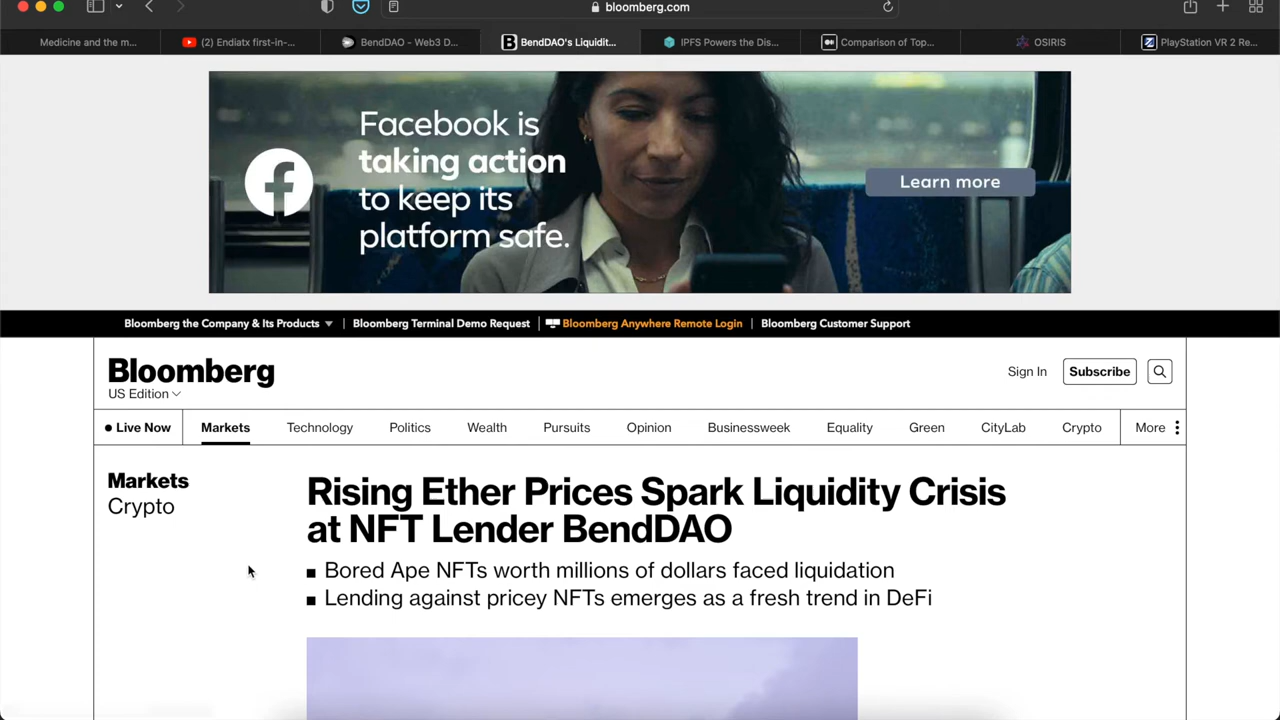 bloomberg.com
Medicine and the m...
(2) Endiatx first-in-...
BendDAO - Web3 D...
BendDAO's Liquidit...
IPFS Powers the Dis...
Comparison of Top...
OSIRIS
PlayStation VR 2 Re...
Facebook is
taking action
to keep its
platform safe.
Learn more
Bloomberg the Company & Its Products
Bloomberg Terminal Demo Request
Bloomberg Anywhere Remote Login
Bloomberg Customer Support
Bloomberg
US Edition
Sign In
Subscribe
Live Now
Markets
Technology
Politics
Wealth
Pursuits
Opinion
Businessweek
Equality
Green
CityLab
Crypto
More
Markets
Crypto
Rising Ether Prices Spark Liquidity Crisis
at NFT Lender BendDAO
Bored Ape NFTs worth millions of dollars faced liquidation
Lending against pricey NFTs emerges as a fresh trend in DeFi